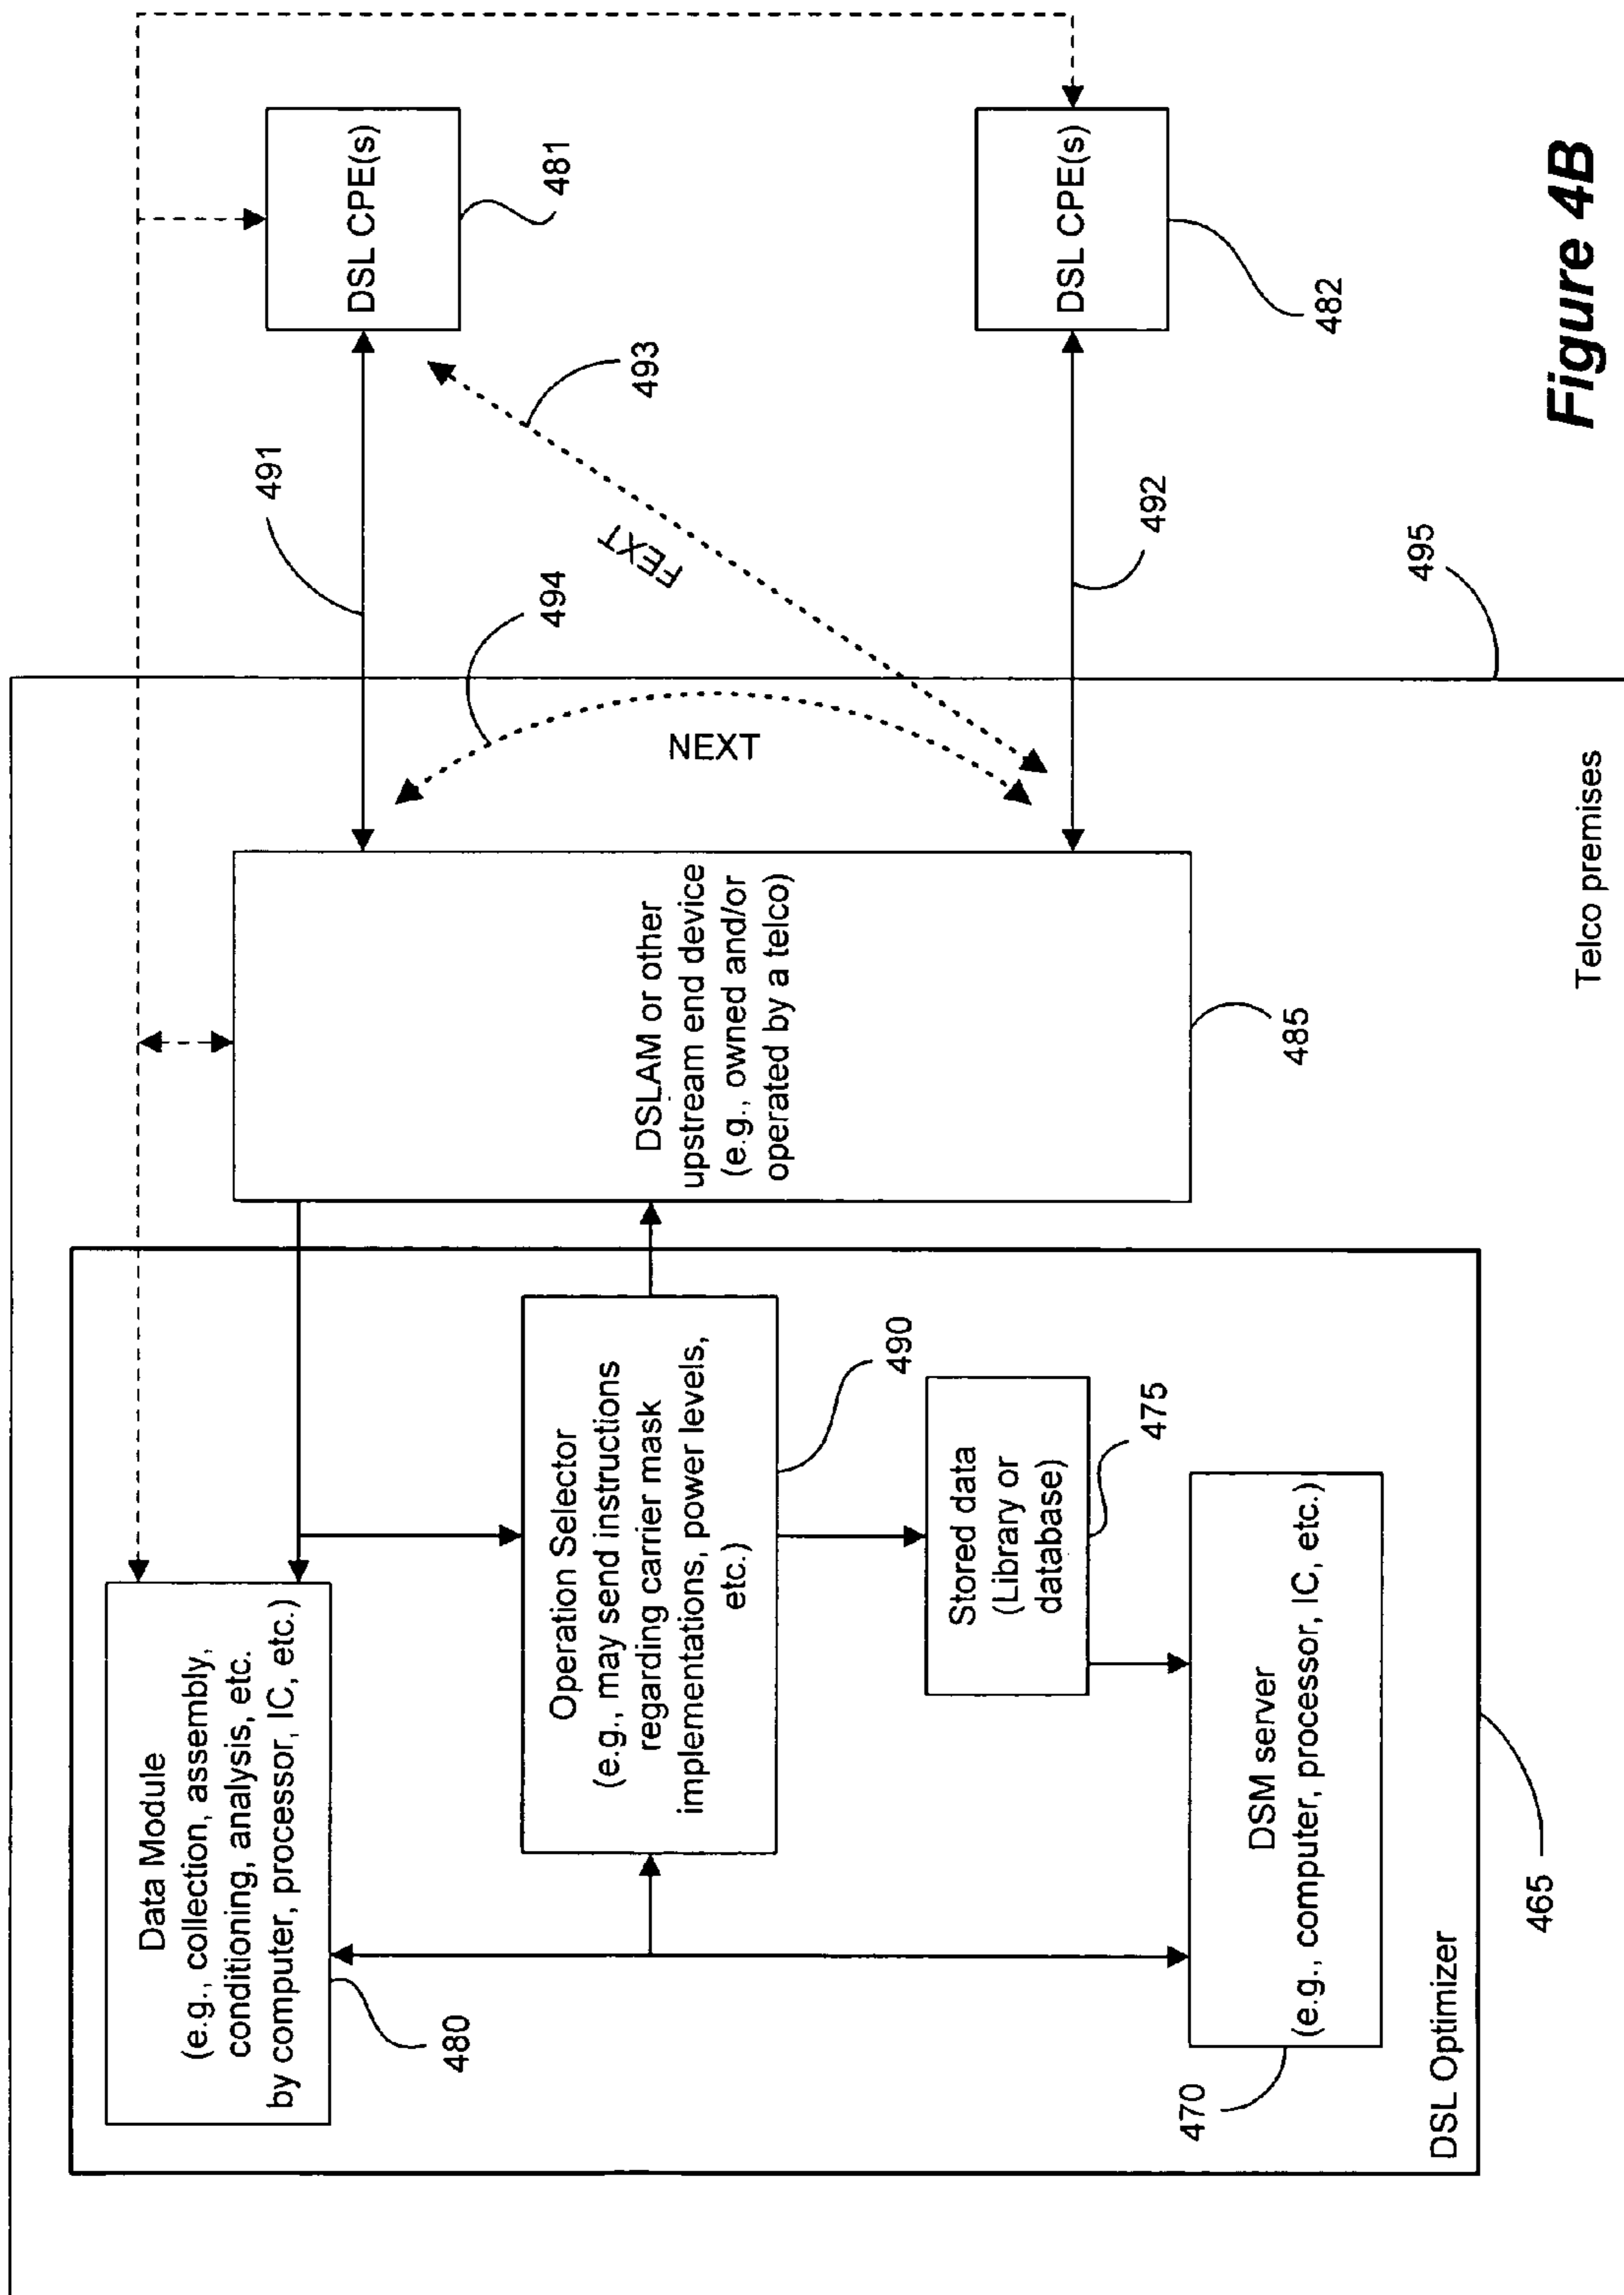 Data Module
(e.g., collection, assembly,
conditioning, analysis, etc.
by computer, processor, IC, etc.)
480
Operation Selector
(e.g., may send instructions
regarding carrier mask
implementations, power levels,
etc.)
490
Stored data
(Library or
database)
475
DSM server
(e.g., computer, processor, IC, etc.)
470
DSL Optimizer
465
DSLAM or other
upstream end device
(e.g., owned and/or
operated by a telco)
485
Telco premises
495
NEXT
494
FEXT
493
491
492
DSL CPE(s)
481
DSL CPE(s)
482
Figure 4B